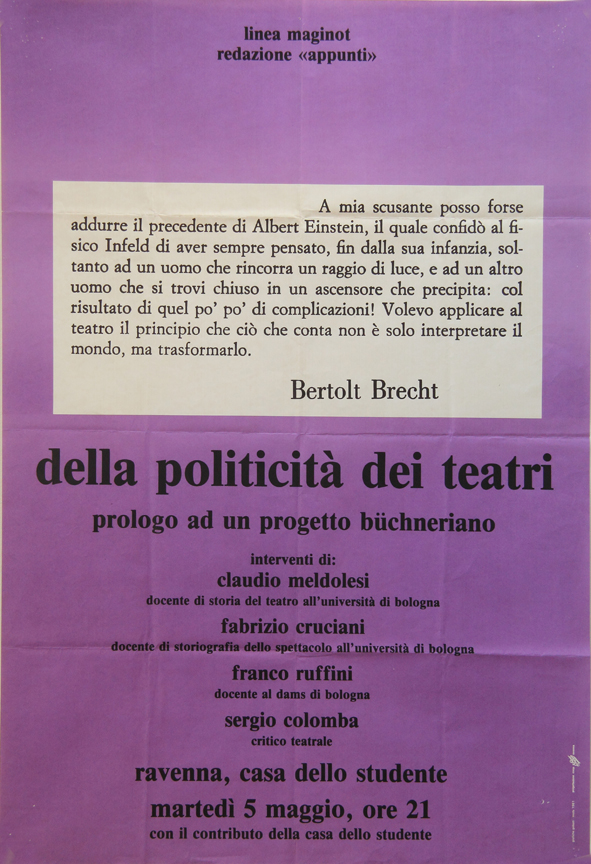 linea maginot
redazione «appunti»
A mia scusante posso forse
addurre il precedente di Albert Einstein, il quale confidò al fi-
sico Infeld di aver sempre pensato, fin dalla sua infanzia, sol-
tanto ad un uomo che rincorra un raggio di luce, e ad un altro
uomo che si trovi chiuso in un ascensore che precipita: col
risultato di quel po' po' di complicazioni! Volevo applicare al
teatro il principio che ciò che conta non è solo interpretare il
mondo, ma trasformarlo.
Bertolt Brecht
della politicità dei teatri
prologo ad un progetto büchneriano
interventi di:
claudio meldolesi
docente di storia del teatro all'università di bologna
fabrizio cruciani
docente di storiografia dello spettacolo all'università di bologna
franco ruffini
docente al dams di bologna
sergio colomba
critico teatrale
ravenna, casa dello studente
martedì 5 maggio, ore 21
con il contributo della casa dello studente